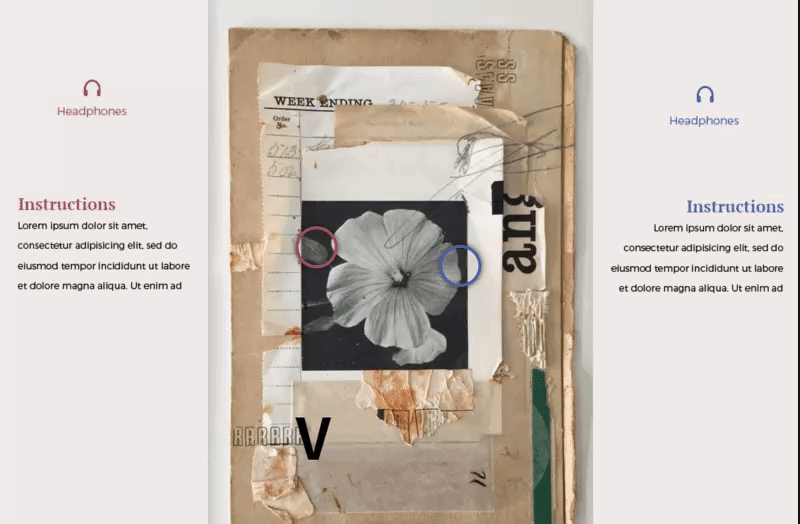 Headphones
Instructions
Lorem ipsum dolor sit amet,
consectetur adipisicing elit, sed do
eiusmod tempor incididunt ut labore
et dolore magna aliqua. Ut enim ad
WEEK ENDING
Order
No.
ang
V
Headphones
Instructions
Lorem ipsum dolor sit amet,
consectetur adipisicing elit, sed do
eiusmod tempor incididunt ut labore
et dolore magna aliqua. Ut enim ad